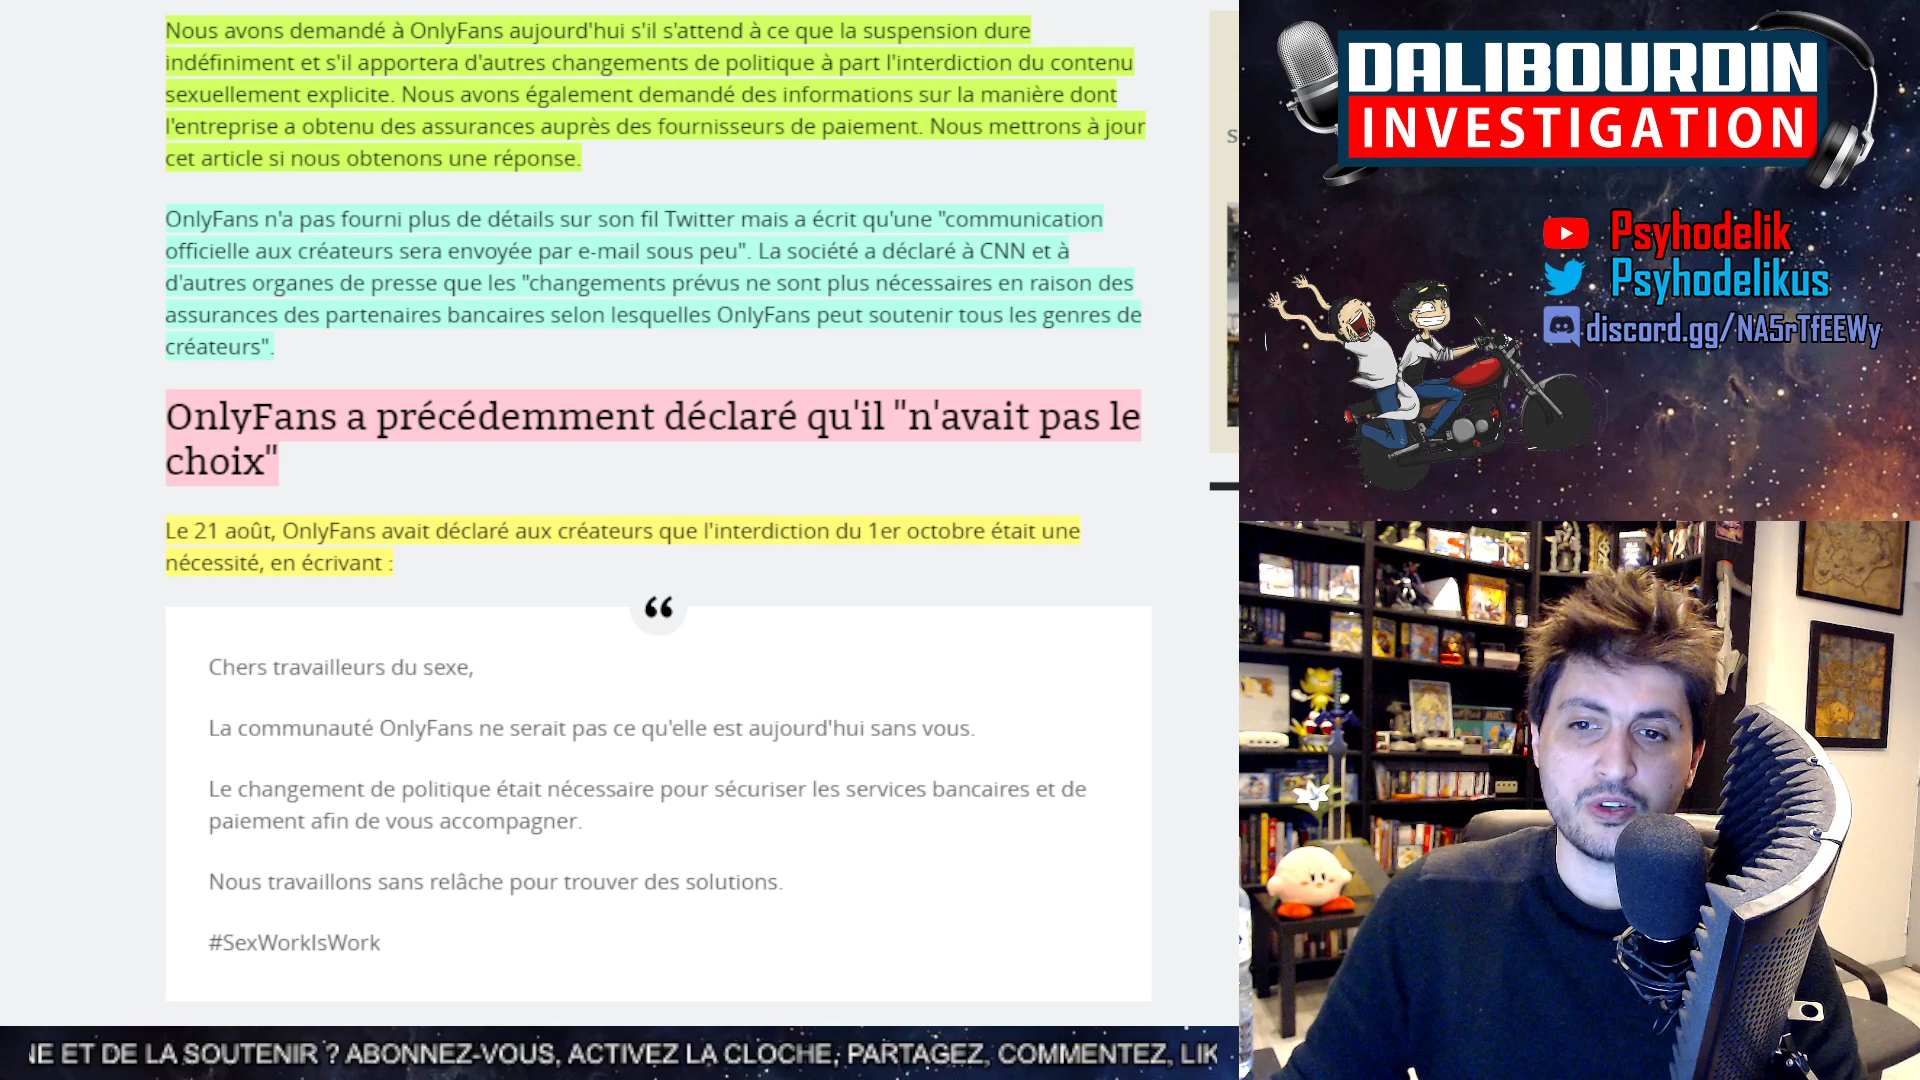 Nous avons demandé à OnlyFans aujourd'hui s'il s'attend à ce que la suspension dure
indéfiniment et s'il apportera d'autres changements de politique à part l'interdiction du contenu
sexuellement explicite. Nous avons également demandé des informations sur la manière dont
l'entreprise a obtenu des assurances auprès des fournisseurs de paiement. Nous mettrons à jour
cet article si nous obtenons une réponse.
OnlyFans n'a pas fourni plus de détails sur son fil Twitter mais a écrit qu'une "communication
officielle aux créateurs sera envoyée par e-mail sous peu". La société a déclaré à CNN et à
d'autres organes de presse que les "changements prévus ne sont plus nécessaires en raison des
assurances des partenaires bancaires selon lesquelles OnlyFans peut soutenir tous les genres de
créateurs".
OnlyFans a précédemment déclaré qu'il "n'avait pas le
choix"
Le 21 août, OnlyFans avait déclaré aux créateurs que l'interdiction du 1er octobre était une
nécessité, en écrivant :
“
Chers travailleurs du sexe,
La communauté OnlyFans ne serait pas ce qu'elle est aujourd'hui sans vous.
Le changement de politique était nécessaire pour sécuriser les services bancaires et de
paiement afin de vous accompagner.
Nous travaillons sans relâche pour trouver des solutions.
#SexWorkIsWork
NE ET DE LA SOUTENIR ? ABONNEZ-VOUS, ACTIVEZ LA CLOCHE, PARTAGEZ, COMMENTEZ, LIK
DALIBOURDIN
INVESTIGATION
Psyhodelik
Psyhodelikus
discord.gg/NA5rTfEEWy